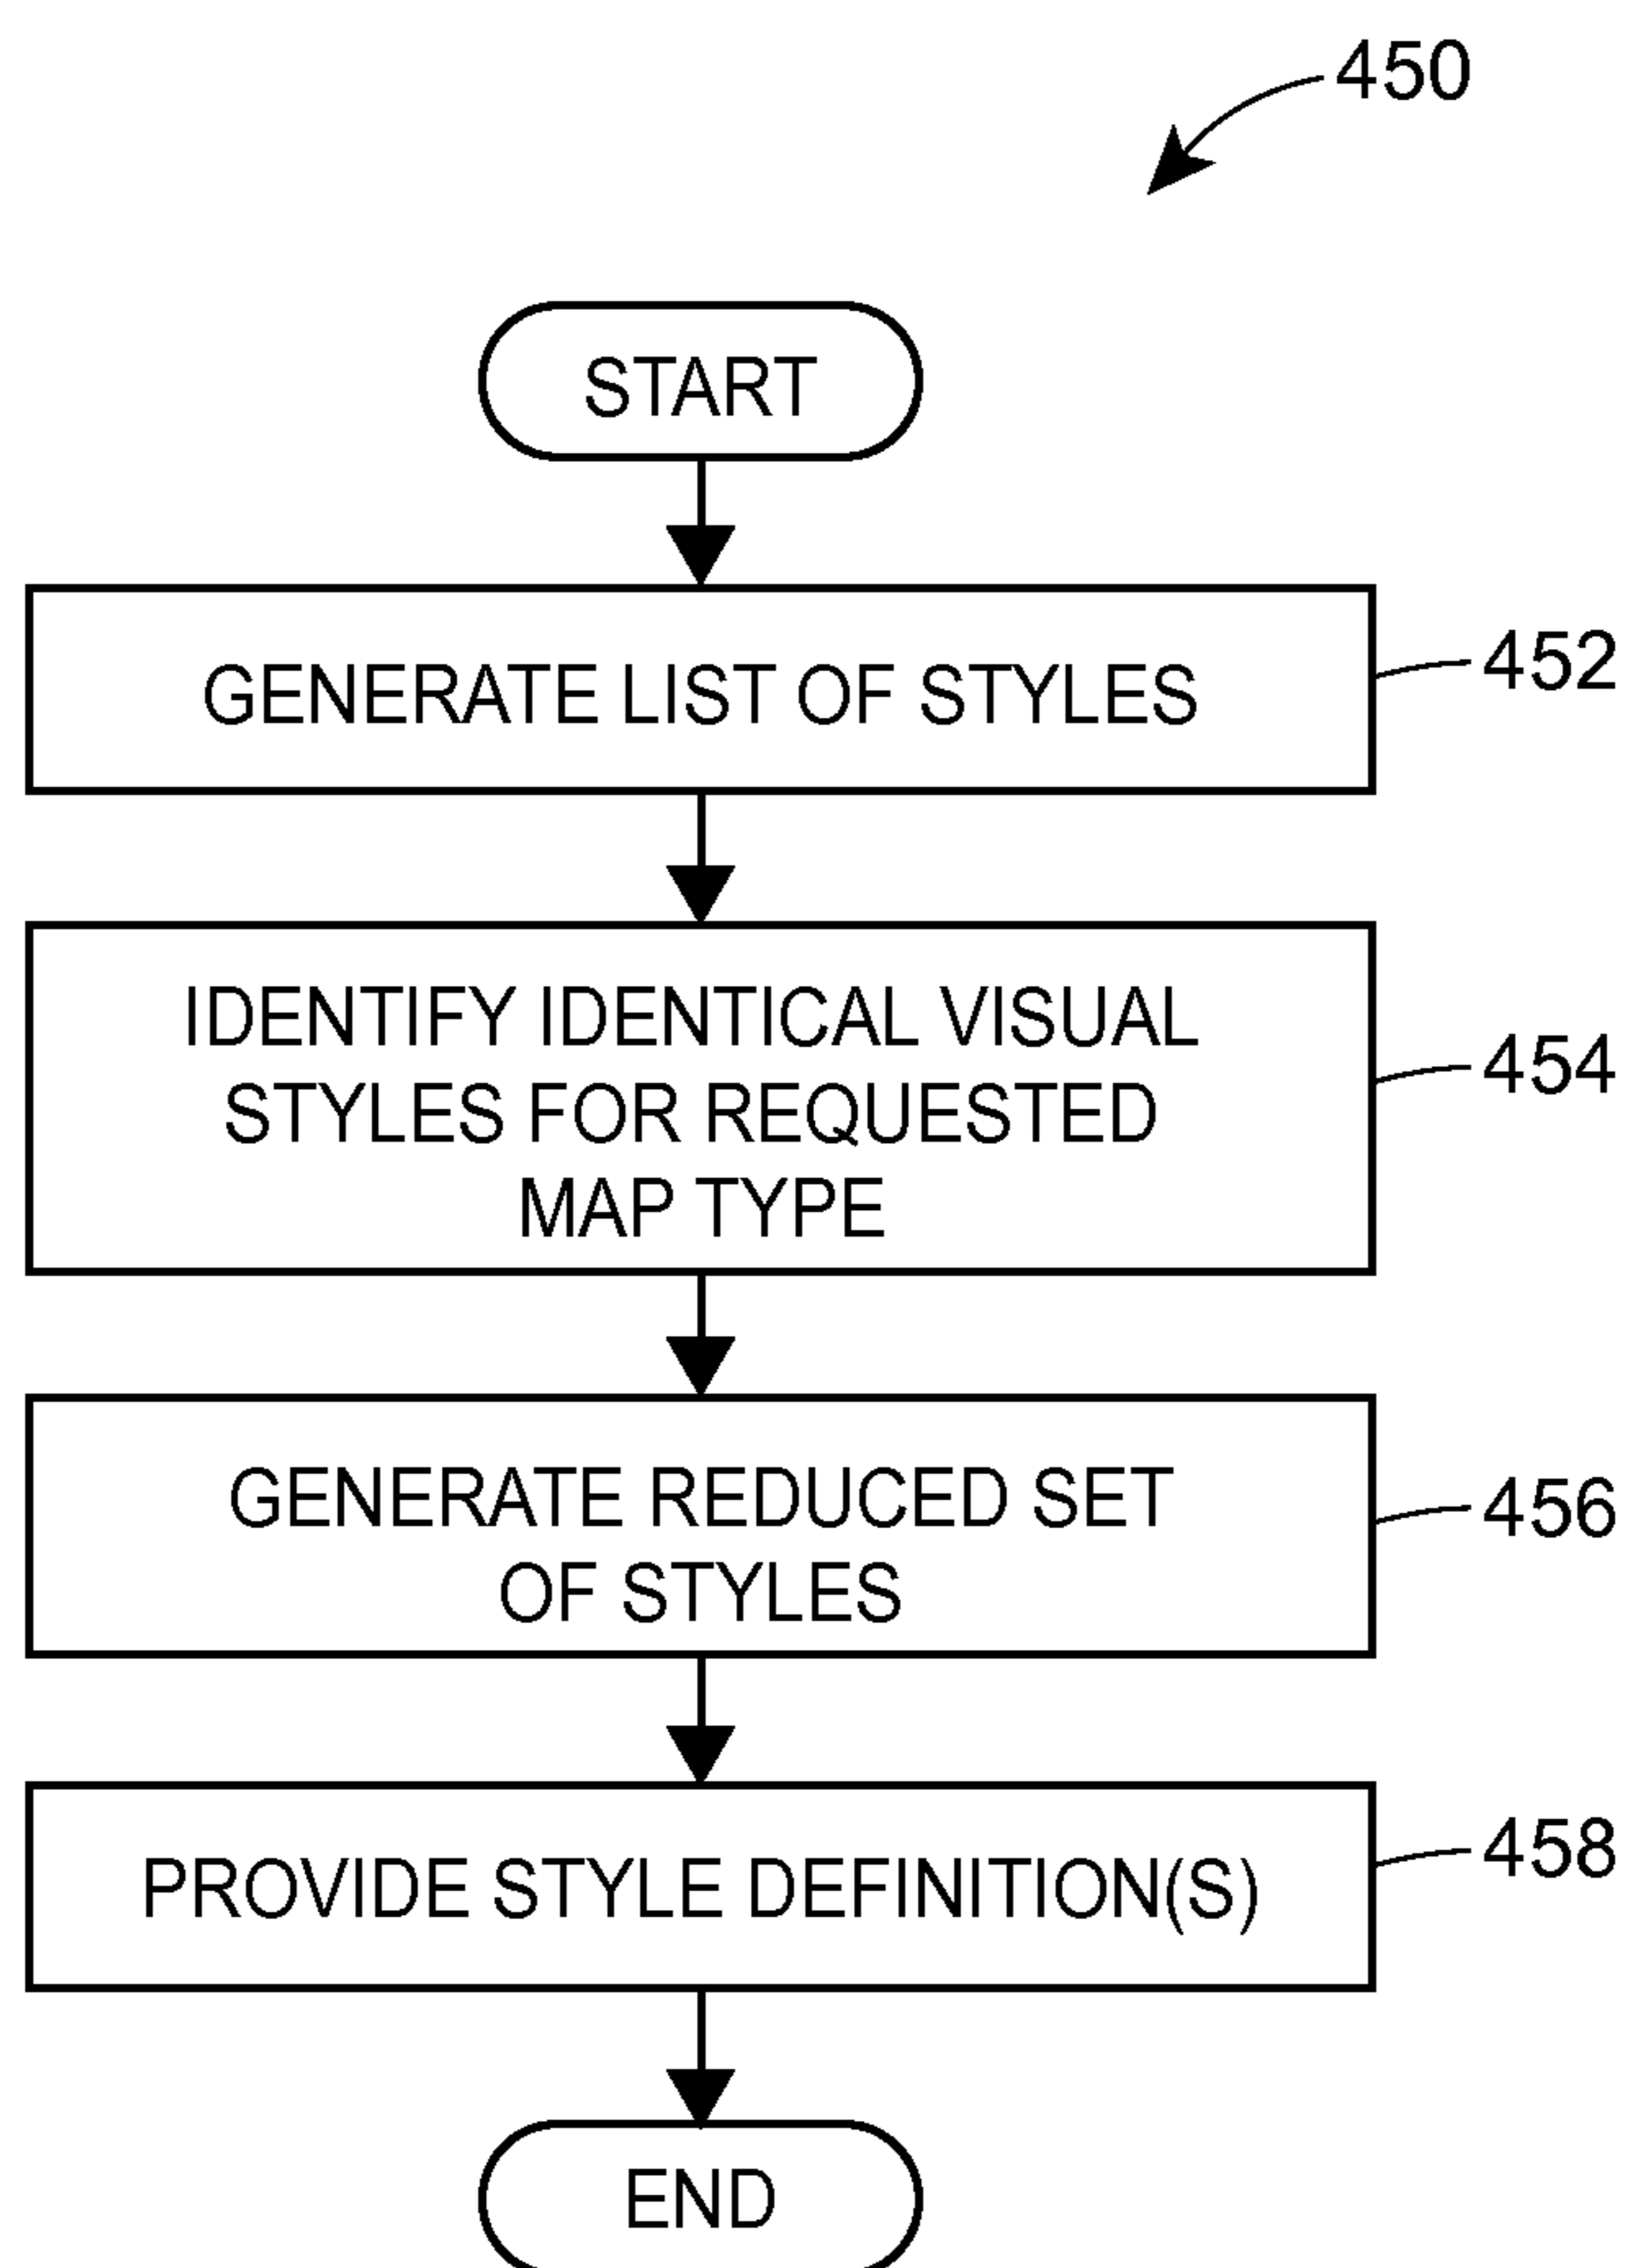 450
START
GENERATE LIST OF STYLES
452
IDENTIFY IDENTICAL VISUAL
STYLES FOR REQUESTED
MAP TYPE
454
GENERATE REDUCED SET
OF STYLES
456
PROVIDE STYLE DEFINITION(S)
458
END